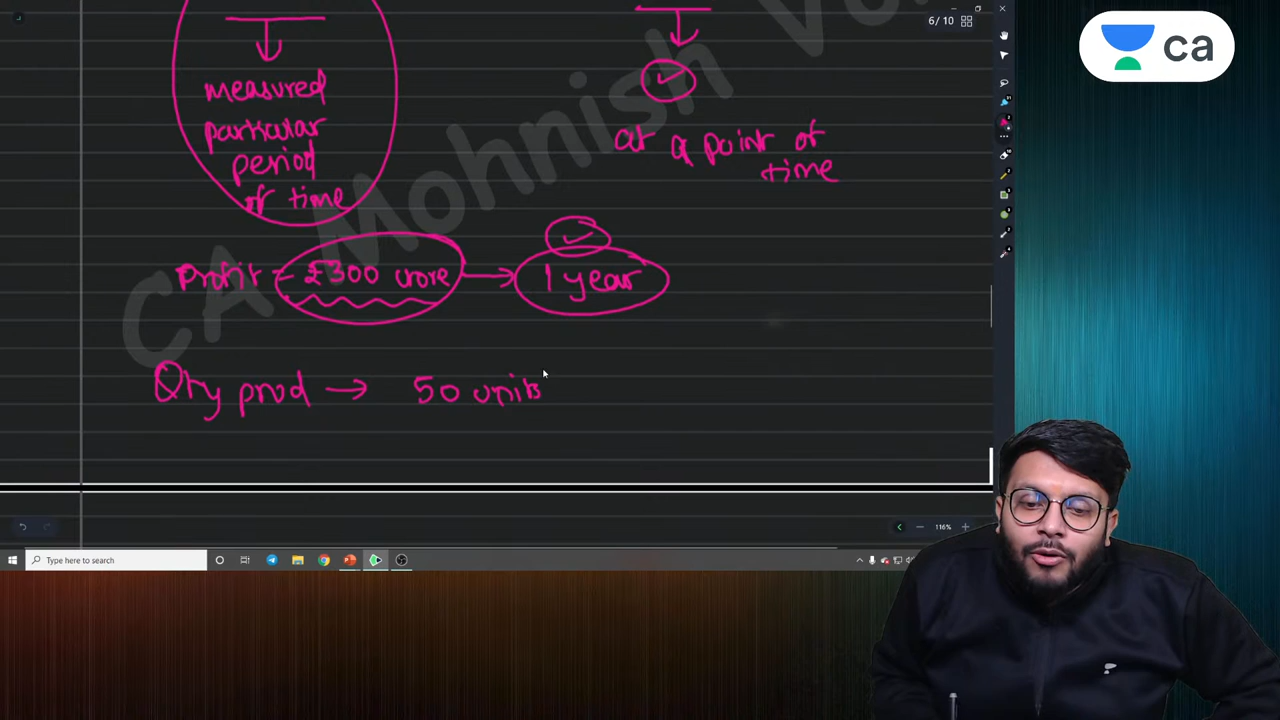 6/10
ca
measured
particular
period
of time
at a point of
time
Profit = ₹300 crore → 1 year
Qty prod → 50 units
CA Mohnish
116%
Type here to search